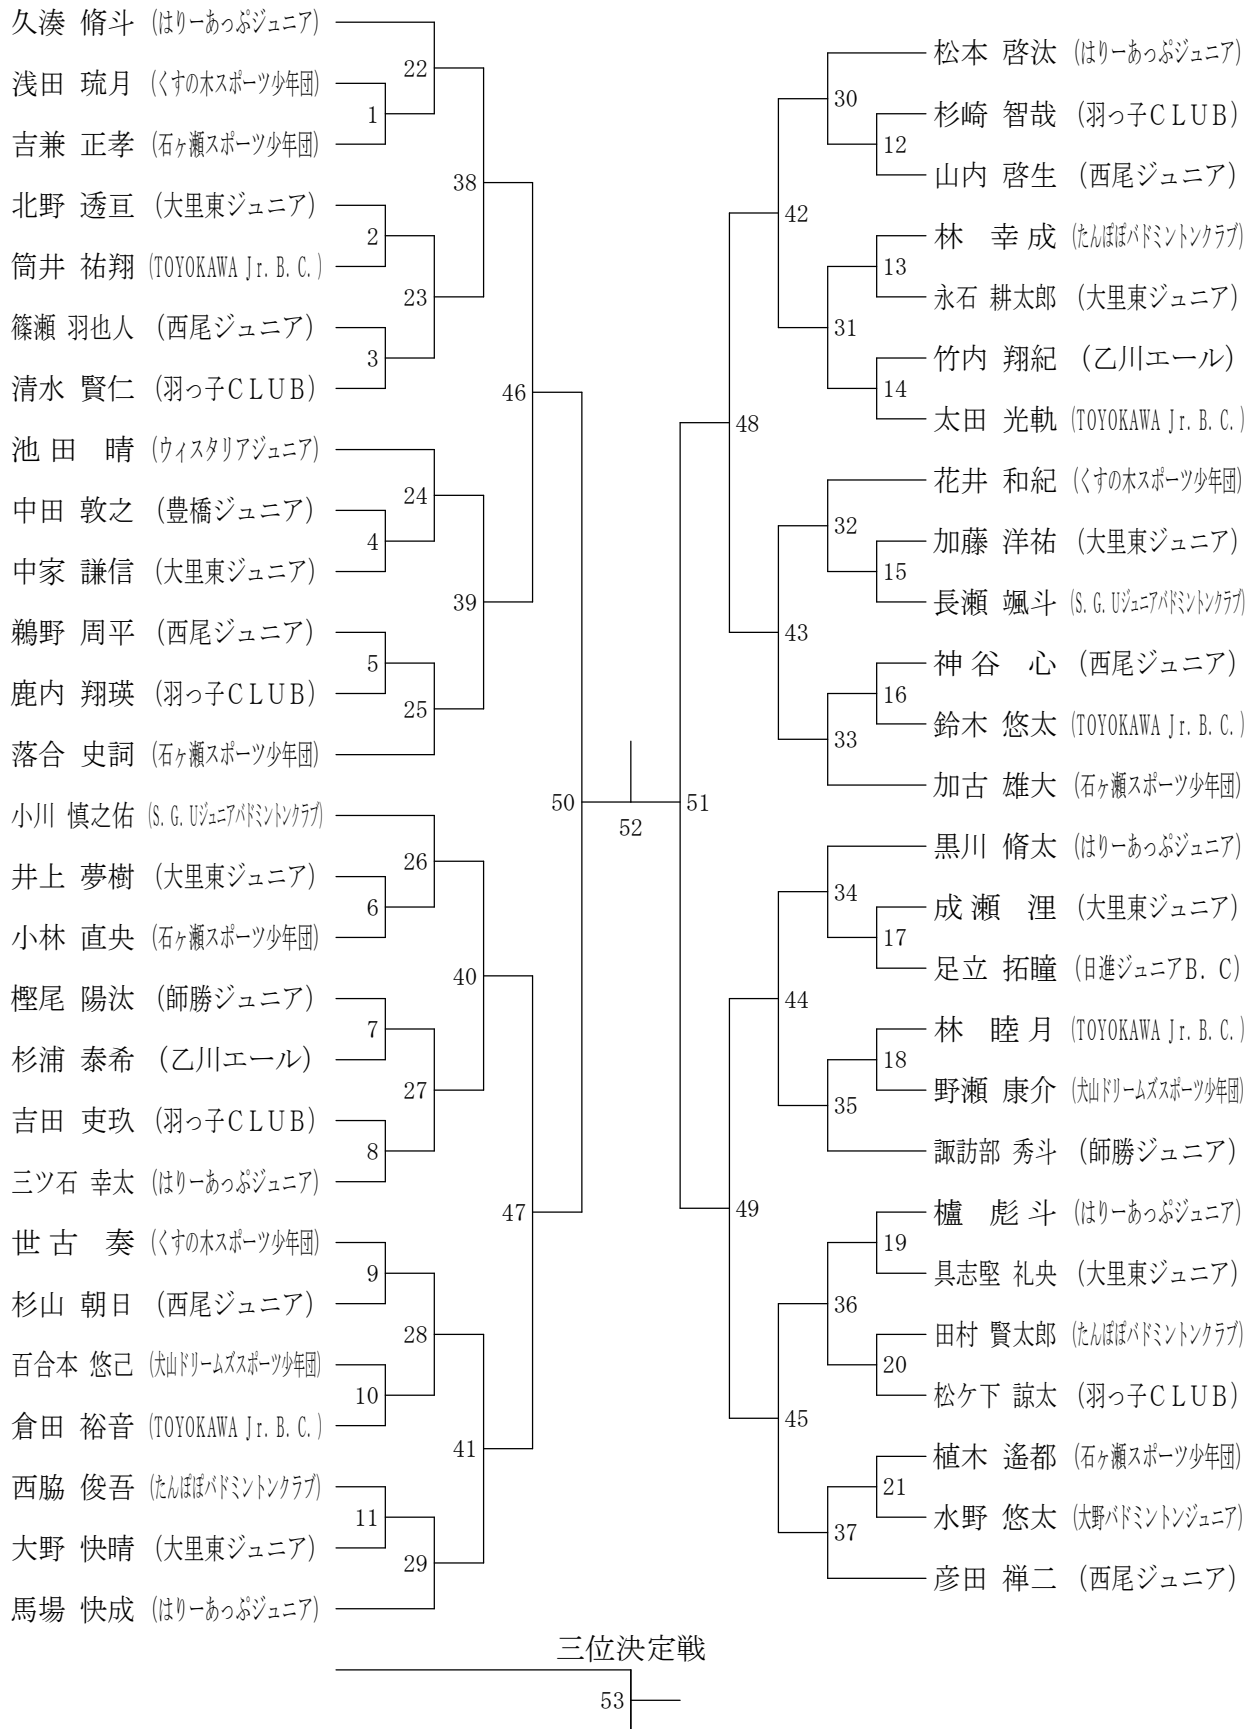 久湊 脩斗 (はりーあっぷジュニア)
浅田 琉月 (くすの木スポーツ少年団)
吉兼 正孝 (石ヶ瀬スポーツ少年団)
北野 透亘 (大里東ジュニア)
筒井 祐翔 (TOYOKAWA Jr.B.C.)
篠瀬 羽也人 (西尾ジュニア)
清水 賢仁 (羽っ子CLUB)
池田 晴 (ウィスタリアジュニア)
中田 敦之 (豊橋ジュニア)
中家 謙信 (大里東ジュニア)
鵜野 周平 (西尾ジュニア)
鹿内 翔瑛 (羽っ子CLUB)
落合 史詞 (石ヶ瀬スポーツ少年団)
小川 慎之佑 (S.G.Uジュニアバドミントンクラブ)
井上 夢樹 (大里東ジュニア)
小林 直央 (石ヶ瀬スポーツ少年団)
樫尾 陽汰 (師勝ジュニア)
杉浦 泰希 (乙川エール)
吉田 吏玖 (羽っ子CLUB)
三ツ石 幸太 (はりーあっぷジュニア)
世古 奏 (くすの木スポーツ少年団)
杉山 朝日 (西尾ジュニア)
百合本 悠己 (犬山ドリームズスポーツ少年団)
倉田 裕音 (TOYOKAWA Jr.B.C.)
西脇 俊吾 (たんぽぽバドミントンクラブ)
大野 快晴 (大里東ジュニア)
馬場 快成 (はりーあっぷジュニア)
1
2
3
4
5
6
7
8
9
10
11
22
23
24
25
26
27
28
29
38
39
40
41
46
47
50
52
51
48
49
42
43
44
45
30
31
32
33
34
35
36
37
12
13
14
15
16
17
18
19
20
21
松本 啓汰 (はりーあっぷジュニア)
杉崎 智哉 (羽っ子CLUB)
山内 啓生 (西尾ジュニア)
林 幸成 (たんぽぽバドミントンクラブ)
永石 耕太郎 (大里東ジュニア)
竹内 翔紀 (乙川エール)
太田 光軌 (TOYOKAWA Jr.B.C.)
花井 和紀 (くすの木スポーツ少年団)
加藤 洋祐 (大里東ジュニア)
長瀬 颯斗 (S.G.Uジュニアバドミントンクラブ)
神谷 心 (西尾ジュニア)
鈴木 悠太 (TOYOKAWA Jr.B.C.)
加古 雄大 (石ヶ瀬スポーツ少年団)
黒川 脩太 (はりーあっぷジュニア)
成瀬 浬 (大里東ジュニア)
足立 拓瞳 (日進ジュニアB.C)
林 睦月 (TOYOKAWA Jr.B.C.)
野瀬 康介 (犬山ドリームズスポーツ少年団)
諏訪部 秀斗 (師勝ジュニア)
櫨 彪斗 (はりーあっぷジュニア)
具志堅 礼央 (大里東ジュニア)
田村 賢太郎 (たんぽぽバドミントンクラブ)
松ケ下 諒太 (羽っ子CLUB)
植木 遙都 (石ヶ瀬スポーツ少年団)
水野 悠太 (大野バドミントンジュニア)
彦田 禅二 (西尾ジュニア)
三位決定戦
53